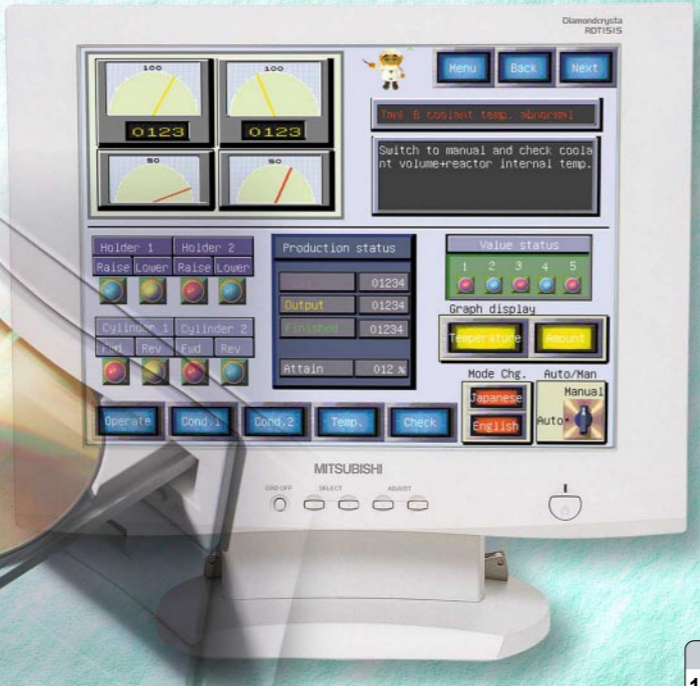 Diamondcrysta
RDT151S
100
100
Menu
Back
Next
0123
0123
Tank B coolant temp. abnormal
Switch to manual and check coola
nt volume+reactor internal temp.
50
50
Holder 1
Holder 2
Raise
Lower
Raise
Lower
Production status
Value status
1 2 3 4 5
01234
Output
01234
Finished
01234
Graph display
Temperature
Amount
Cylinder 1
Cylinder 2
Fwd
Rev
Fwd
Rev
Attain
012 %
Mode Chg.
Auto/Man
Japanese
English
Manual
Auto
Operate
Cond.1
Cond.2
Temp.
Check
MITSUBISHI
SELECT
ADJUST
1